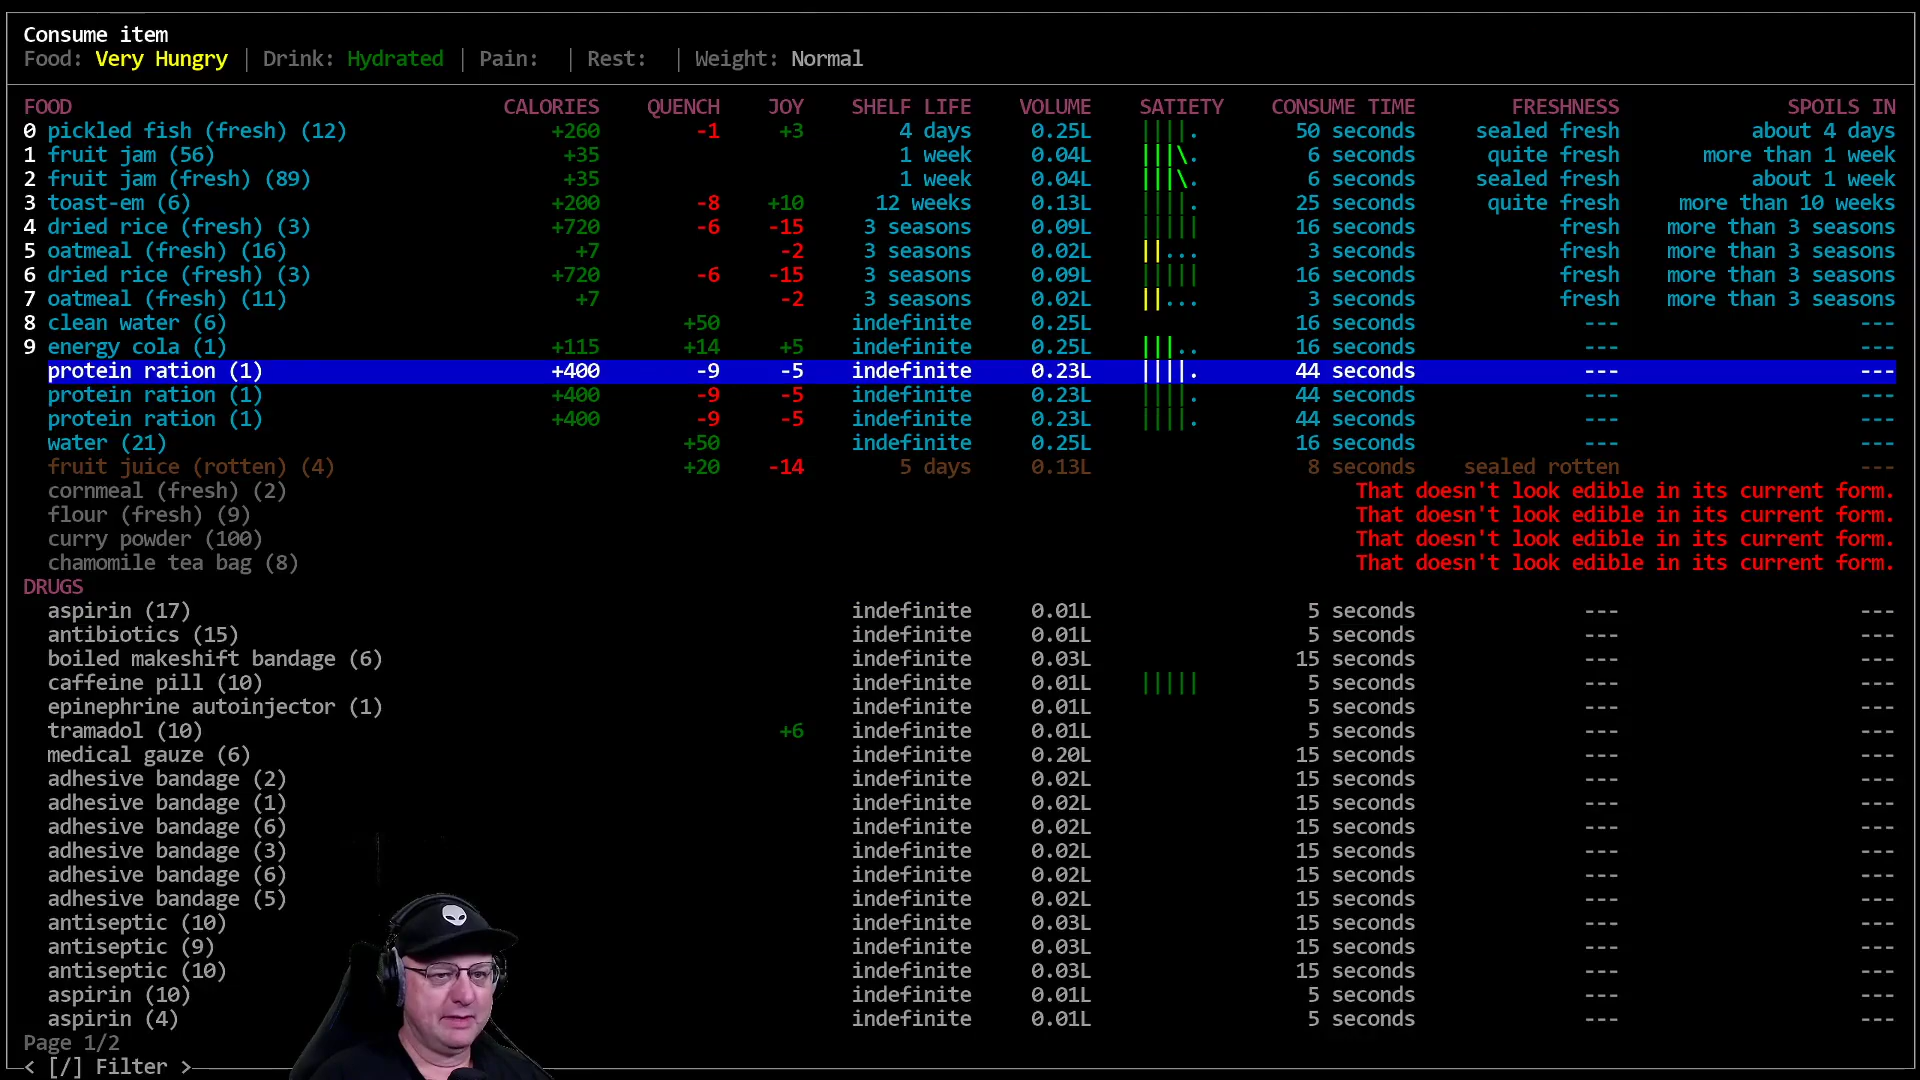 Consume item
Food: Very Hungry | Drink: Hydrated | Pain: | Rest: | Weight: Normal
FOOD CALORIES QUENCH JOY SHELF LIFE VOLUME SATIETY CONSUME TIME FRESHNESS SPOILS IN
0 pickled fish (fresh) (12) +260 -1 +3 4 days 0.25L ||||. 50 seconds sealed fresh about 4 days
1 fruit jam (56) +35 1 week 0.04L |||\. 6 seconds quite fresh more than 1 week
2 fruit jam (fresh) (89) +35 1 week 0.04L |||\. 6 seconds sealed fresh about 1 week
3 toast-em (6) +200 -8 +10 12 weeks 0.13L ||||. 25 seconds quite fresh more than 10 weeks
4 dried rice (fresh) (3) +720 -6 -15 3 seasons 0.09L ||||| 16 seconds fresh more than 3 seasons
5 oatmeal (fresh) (16) +7 -2 3 seasons 0.02L ||... 3 seconds fresh more than 3 seasons
6 dried rice (fresh) (3) +720 -6 -15 3 seasons 0.09L ||||| 16 seconds fresh more than 3 seasons
7 oatmeal (fresh) (11) +7 -2 3 seasons 0.02L ||... 3 seconds fresh more than 3 seasons
8 clean water (6) +50 indefinite 0.25L 16 seconds --- ---
9 energy cola (1) +115 +14 +5 indefinite 0.25L |||.. 16 seconds --- ---
protein ration (1) +400 -9 -5 indefinite 0.23L ||||. 44 seconds --- ---
protein ration (1) +400 -9 -5 indefinite 0.23L ||||. 44 seconds --- ---
protein ration (1) +400 -9 -5 indefinite 0.23L ||||. 44 seconds --- ---
water (21) +50 indefinite 0.25L 16 seconds --- ---
fruit juice (rotten) (4) +20 -14 5 days 0.13L 8 seconds sealed rotten ---
cornmeal (fresh) (2) That doesn't look edible in its current form.
flour (fresh) (9) That doesn't look edible in its current form.
curry powder (100) That doesn't look edible in its current form.
chamomile tea bag (8) That doesn't look edible in its current form.
DRUGS
aspirin (17) indefinite 0.01L 5 seconds --- ---
antibiotics (15) indefinite 0.01L 5 seconds --- ---
boiled makeshift bandage (6) indefinite 0.03L 15 seconds --- ---
caffeine pill (10) indefinite 0.01L ||||| 5 seconds --- ---
epinephrine autoinjector (1) indefinite 0.01L 5 seconds --- ---
tramadol (10) +6 indefinite 0.01L 5 seconds --- ---
medical gauze (6) indefinite 0.20L 15 seconds --- ---
adhesive bandage (2) indefinite 0.02L 15 seconds --- ---
adhesive bandage (1) indefinite 0.02L 15 seconds --- ---
adhesive bandage (6) indefinite 0.02L 15 seconds --- ---
adhesive bandage (3) indefinite 0.02L 15 seconds --- ---
adhesive bandage (6) indefinite 0.02L 15 seconds --- ---
adhesive bandage (5) indefinite 0.02L 15 seconds --- ---
antiseptic (10) indefinite 0.03L 15 seconds --- ---
antiseptic (9) indefinite 0.03L 15 seconds --- ---
antiseptic (10) indefinite 0.03L 15 seconds --- ---
aspirin (10) indefinite 0.01L 5 seconds --- ---
aspirin (4) indefinite 0.01L 5 seconds --- ---
Page 1/2
< [/] Filter >